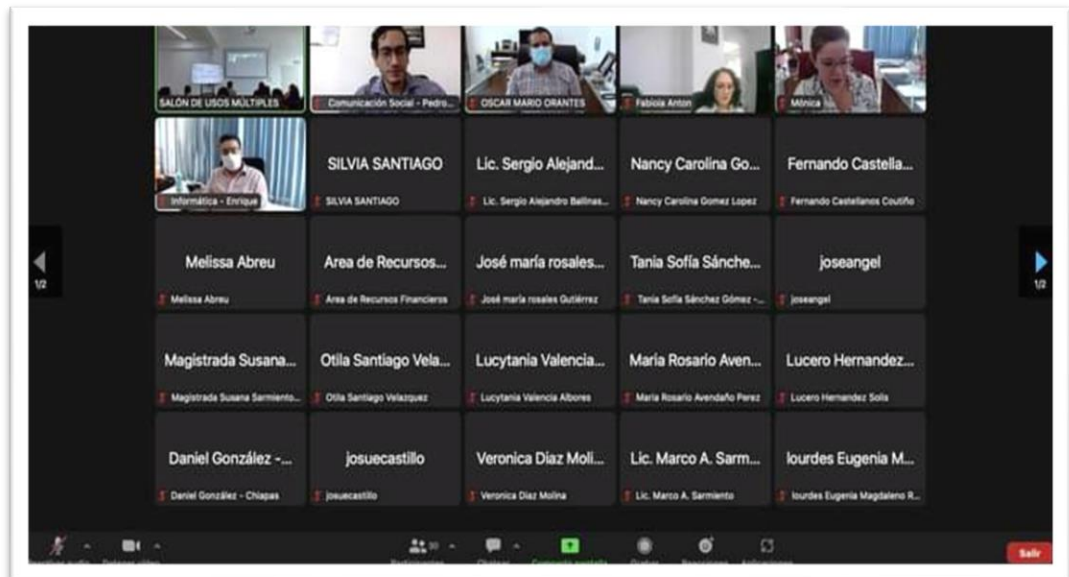 SALÓN DE USOS MÚLTIPLES
Comunicación Social - Pedro...
OSCAR MARIO ORANTES
Fabiola Anton
Mónica
Informática - Enrique
SILVIA SANTIAGO
SILVIA SANTIAGO
Lic. Sergio Alejand...
Lic. Sergio Alejandro Ballinas...
Nancy Carolina Go...
Nancy Carolina Gomez Lopez
Fernando Castella...
Fernando Castellanos Coutiño
1/2
1/2
Melissa Abreu
Melissa Abreu
Area de Recursos...
Area de Recursos Financieros
José maría rosales...
José maría rosales Gutiérrez
Tania Sofía Sánche...
Tania Sofía Sánchez Gómez -...
joseangel
joseangel
Magistrada Susana...
Magistrada Susana Sarmiento...
Otila Santiago Vela...
Otila Santiago Velazquez
Lucytania Valencia...
Lucytania Valencia Albores
Maria Rosario Aven...
Maria Rosario Avendaño Perez
Lucero Hernandez...
Lucero Hernandez Solis
Daniel González -...
Daniel González - Chiapas
josuecastillo
josuecastillo
Veronica Diaz Moli...
Veronica Diaz Molina
Lic. Marco A. Sarm...
Lic. Marco A. Sarmiento
lourdes Eugenia M...
lourdes Eugenia Magdaleno R...
30
Salir